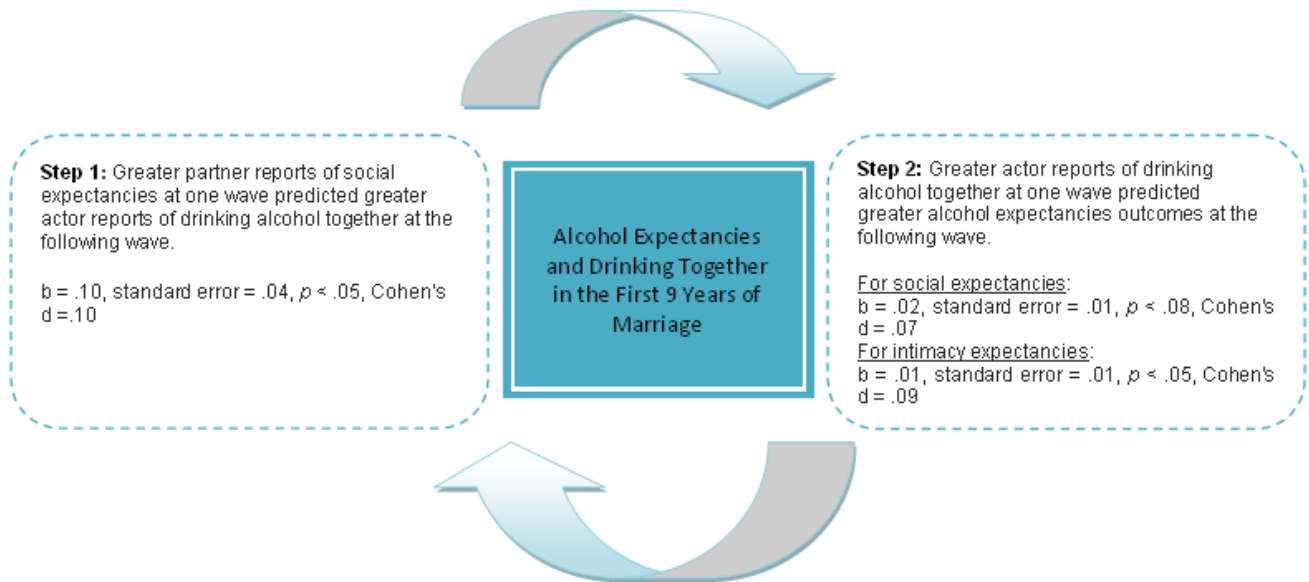 Step 1: Greater partner reports of social
expectancies at one wave predicted greater
actor reports of drinking alcohol together at the
following wave.
b = .10, standard error = .04, p < .05, Cohen's
d =.10
Alcohol Expectancies
and Drinking Together
in the First 9 Years of
Marriage
Step 2: Greater actor reports of drinking
alcohol together at one wave predicted
greater alcohol expectancies outcomes at the
following wave.
For social expectancies:
b = .02, standard error = .01, p < .08, Cohen's
d = .07
For intimacy expectancies:
b = .01, standard error = .01, p < .05, Cohen's
d = .09